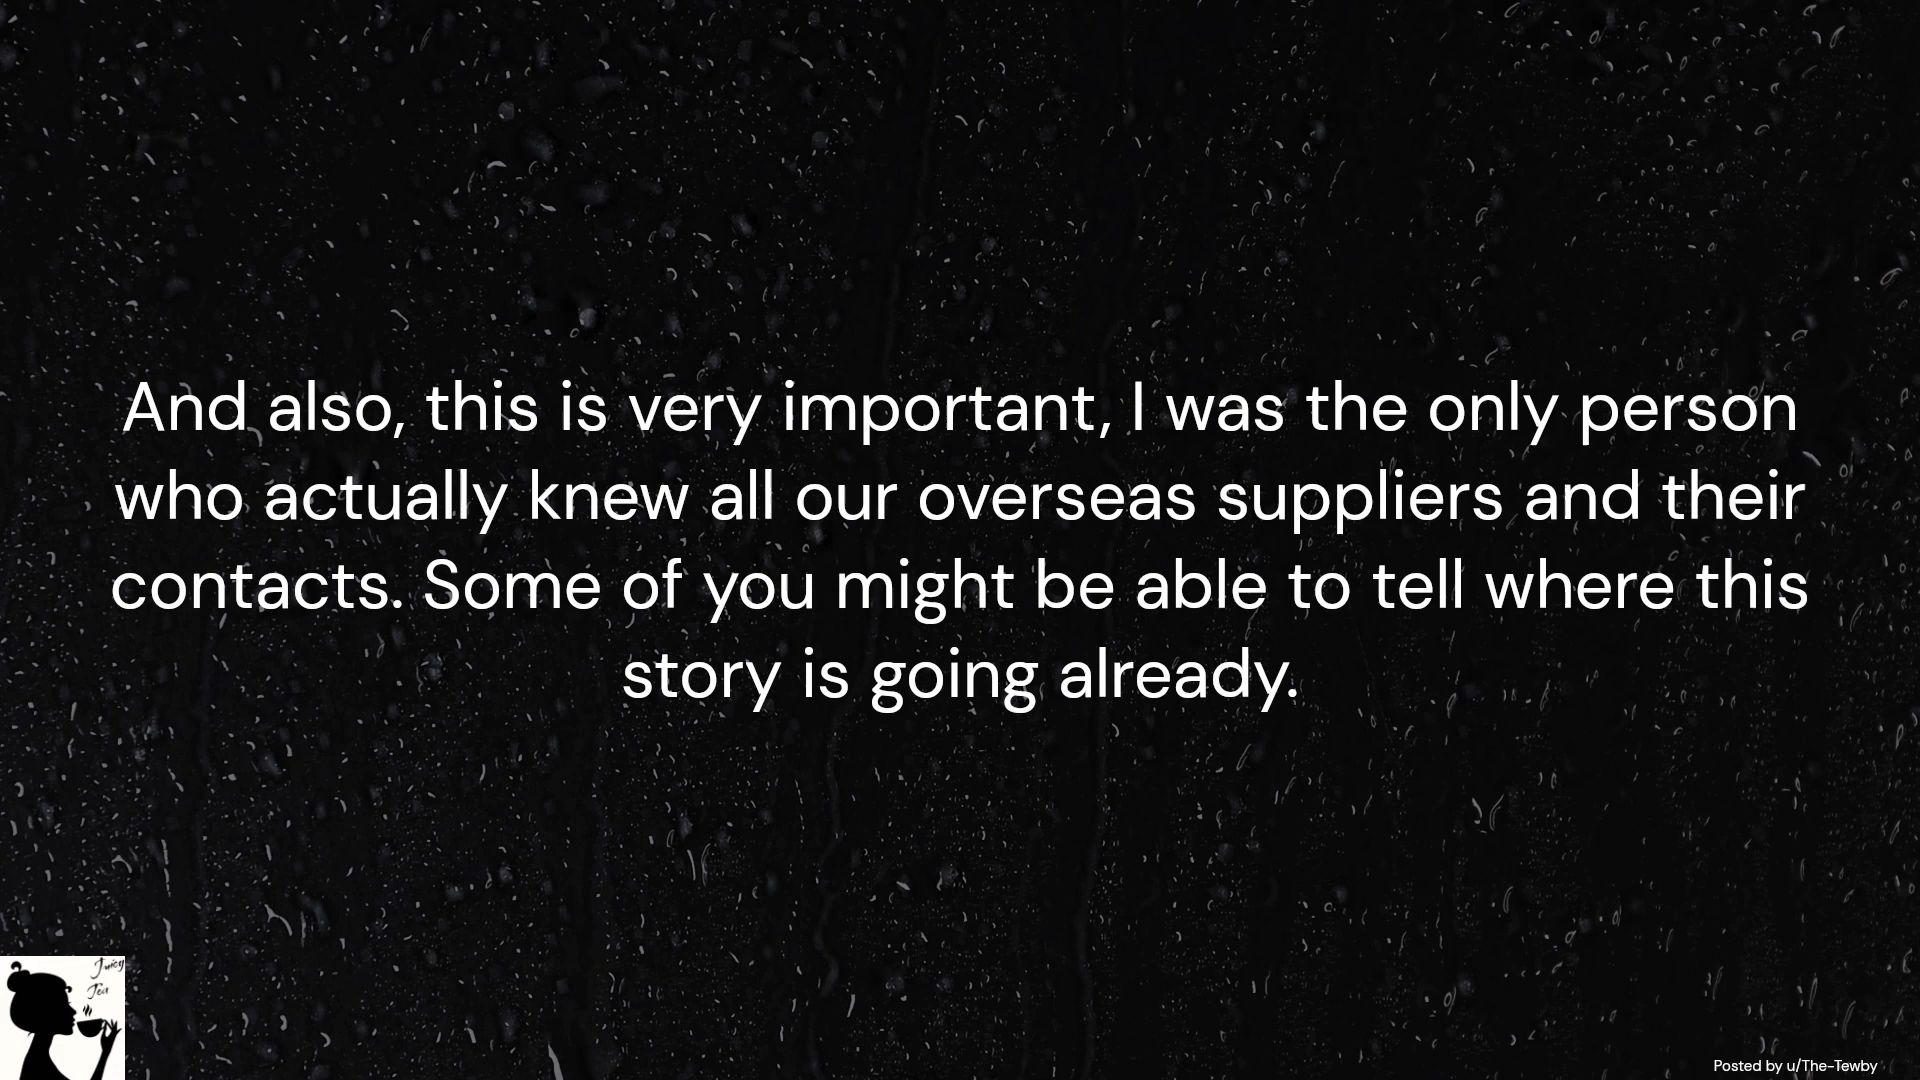 And also, this is very important, I was the only person
who actually knew all our overseas suppliers and their
contacts. Some of you might be able to tell where this
story is going already.
Juicy
Tea
Posted by u/The-Tewby